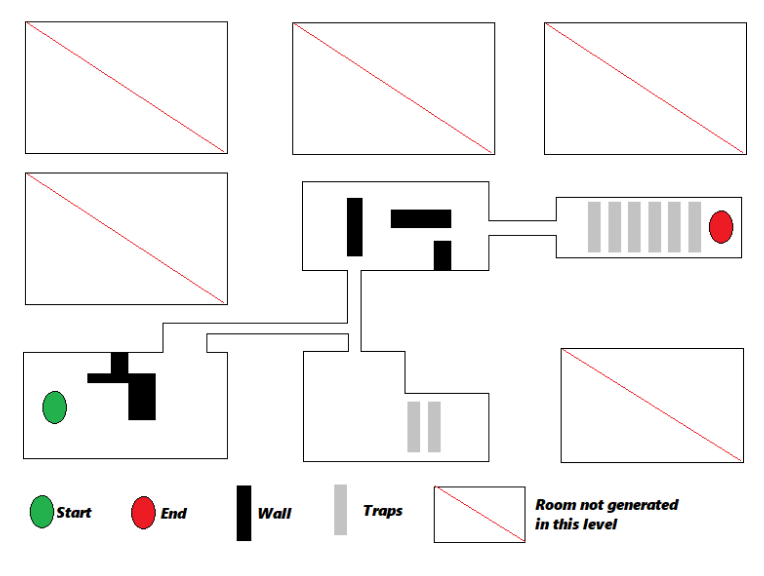 Start
End
Wall
Traps
Room not generated
in this level